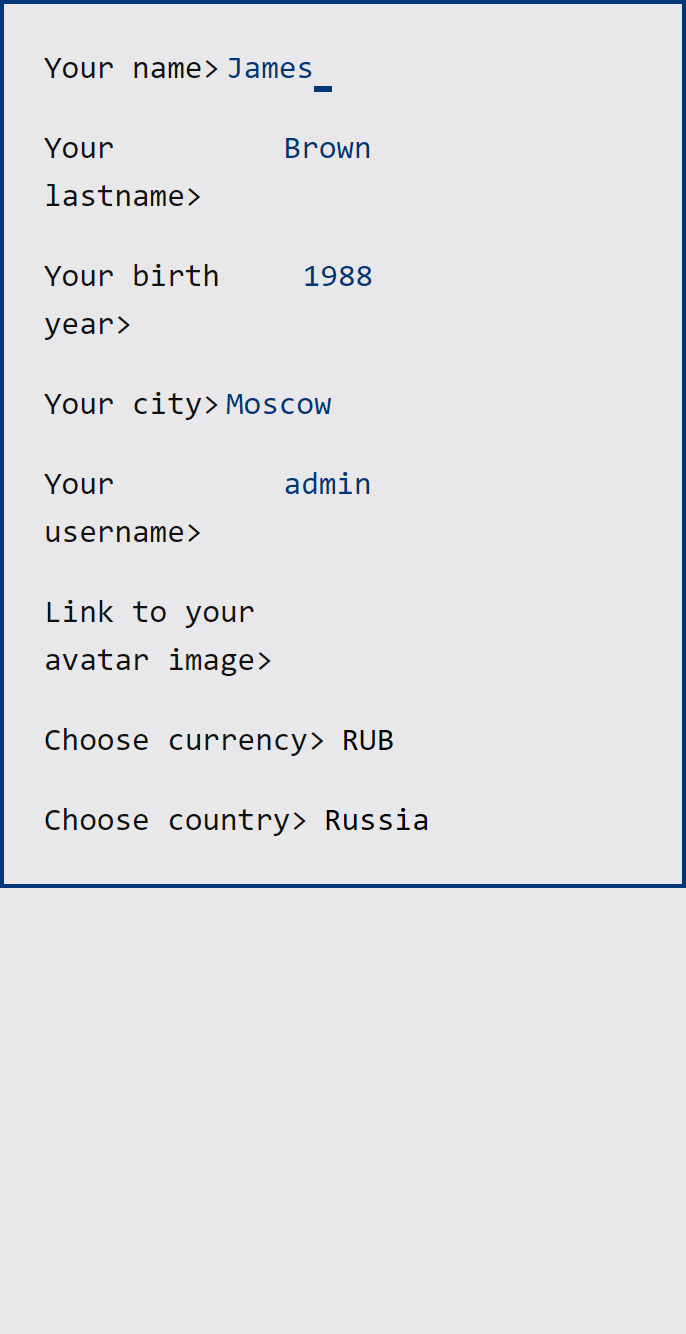 Your name> James_
Your Brown
lastname>
Your birth 1988
year>
Your city> Moscow
Your admin
username>
Link to your
avatar image>
Choose currency> RUB
Choose country> Russia